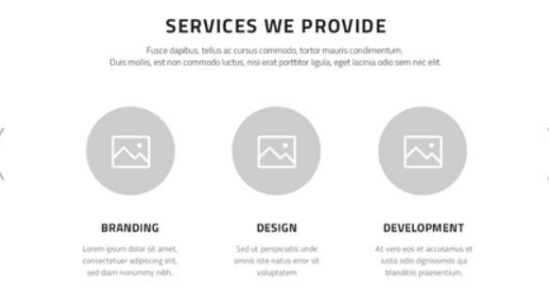 SERVICES WE PROVIDE
Fusce dapibus, tellus ac cursus commodo, tortor mauris condimentum.
Duis mollis, est non commodo luctus, nisi erat porttitor ligula, eget lacinia odio sem nec elit.
BRANDING
Lorem ipsum dolor sit amet,
consectetuer adipiscing elit,
sed diam nonummy nibh.
DESIGN
Sed ut perspiciatis unde
omnis iste natus error sit
voluptatem
DEVELOPMENT
At vero eos et accusamus et
iusto odio dignissimos qui
blanditiis praesentium.